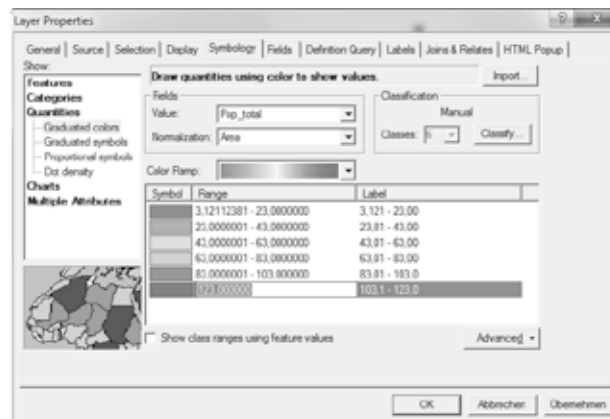 Layer Properties
General Source Selection Display Symbology Fields Definition Query Labels Joins & Relates HTML Popup
Show:
Features
Categories
Quantities
Graduated colors
Graduated symbols
Proportional symbols
Dot density
Charts
Multiple Attributes
Draw quantities using color to show values.
Import...
Fields
Value: Pop_total
Normalization: Area
Classification
Manual
Classes: 6
Classify...
Color Ramp:
Symbol Range Label
3,12112381 - 23,0000000 3,121 - 23,00
23,0000001 - 43,0000000 23,01 - 43,00
43,0000001 - 63,0000000 43,01 - 63,00
63,0000001 - 83,0000000 63,01 - 83,00
83,0000001 - 103,000000 83,01 - 103,0
123,000000 103,1 - 123,0
Show class ranges using feature values
Advanced
OK Abbrechen Übernehmen